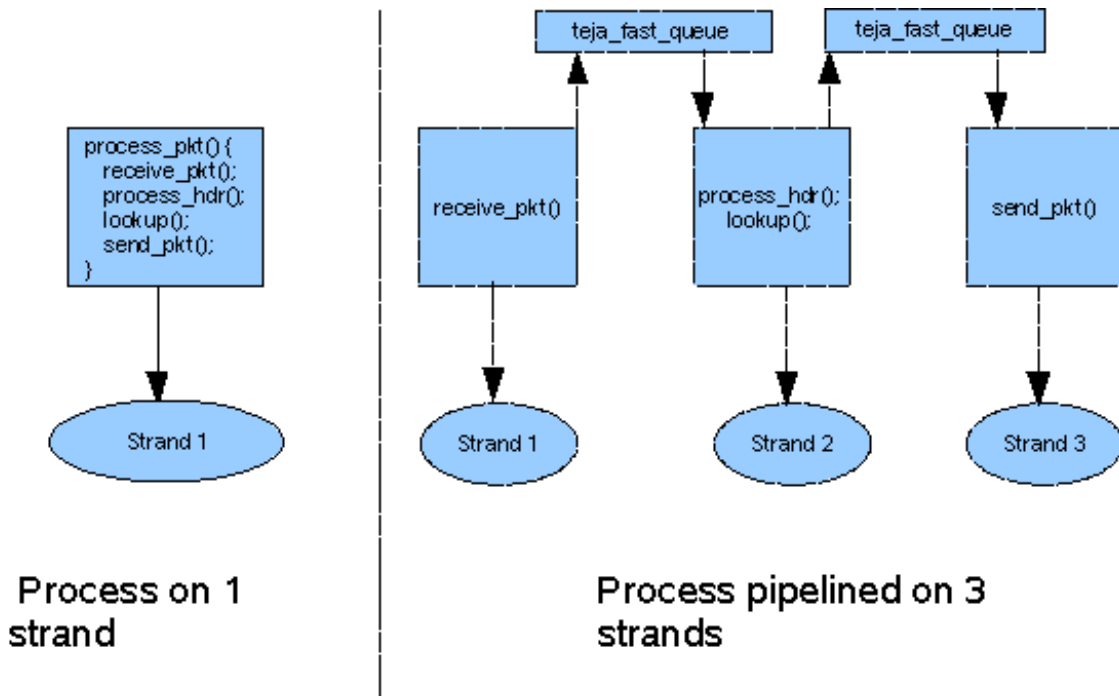 process_pkt() {
receive_pkt();
process_hdr();
lookup();
send_pkt();
}
Strand 1
Process on 1
strand
teja_fast_queue
teja_fast_queue
receive_pkt()
process_hdr();
lookup();
send_pkt()
Strand 1
Strand 2
Strand 3
Process pipelined on 3
strands